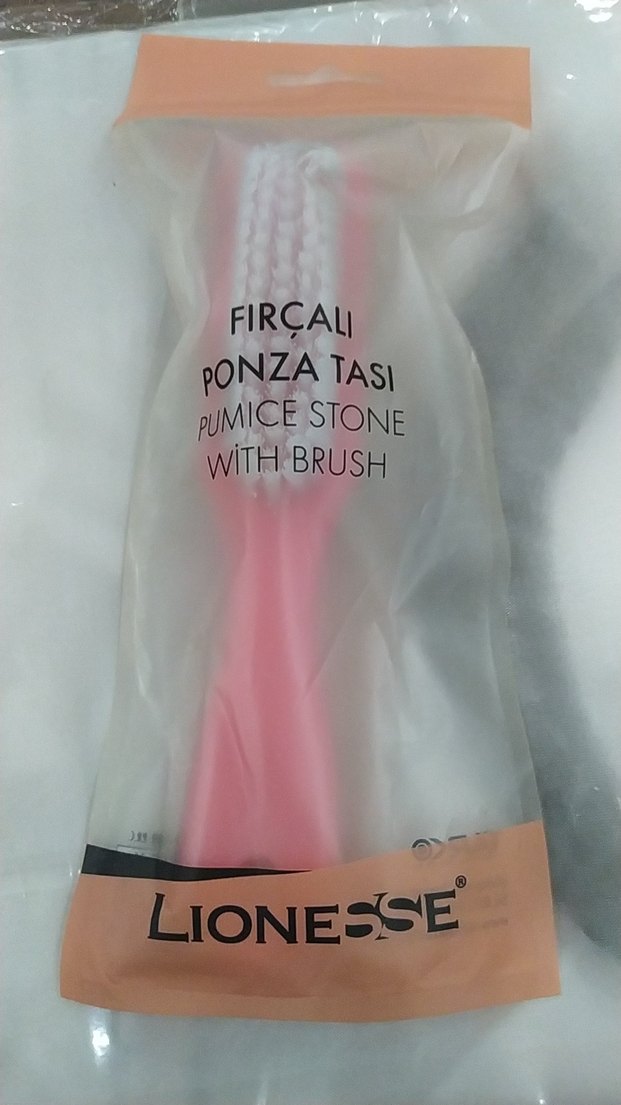 FIRÇALI
PONZA TASI
PUMICE STONE
WİTH BRUSH
LIONESSE®